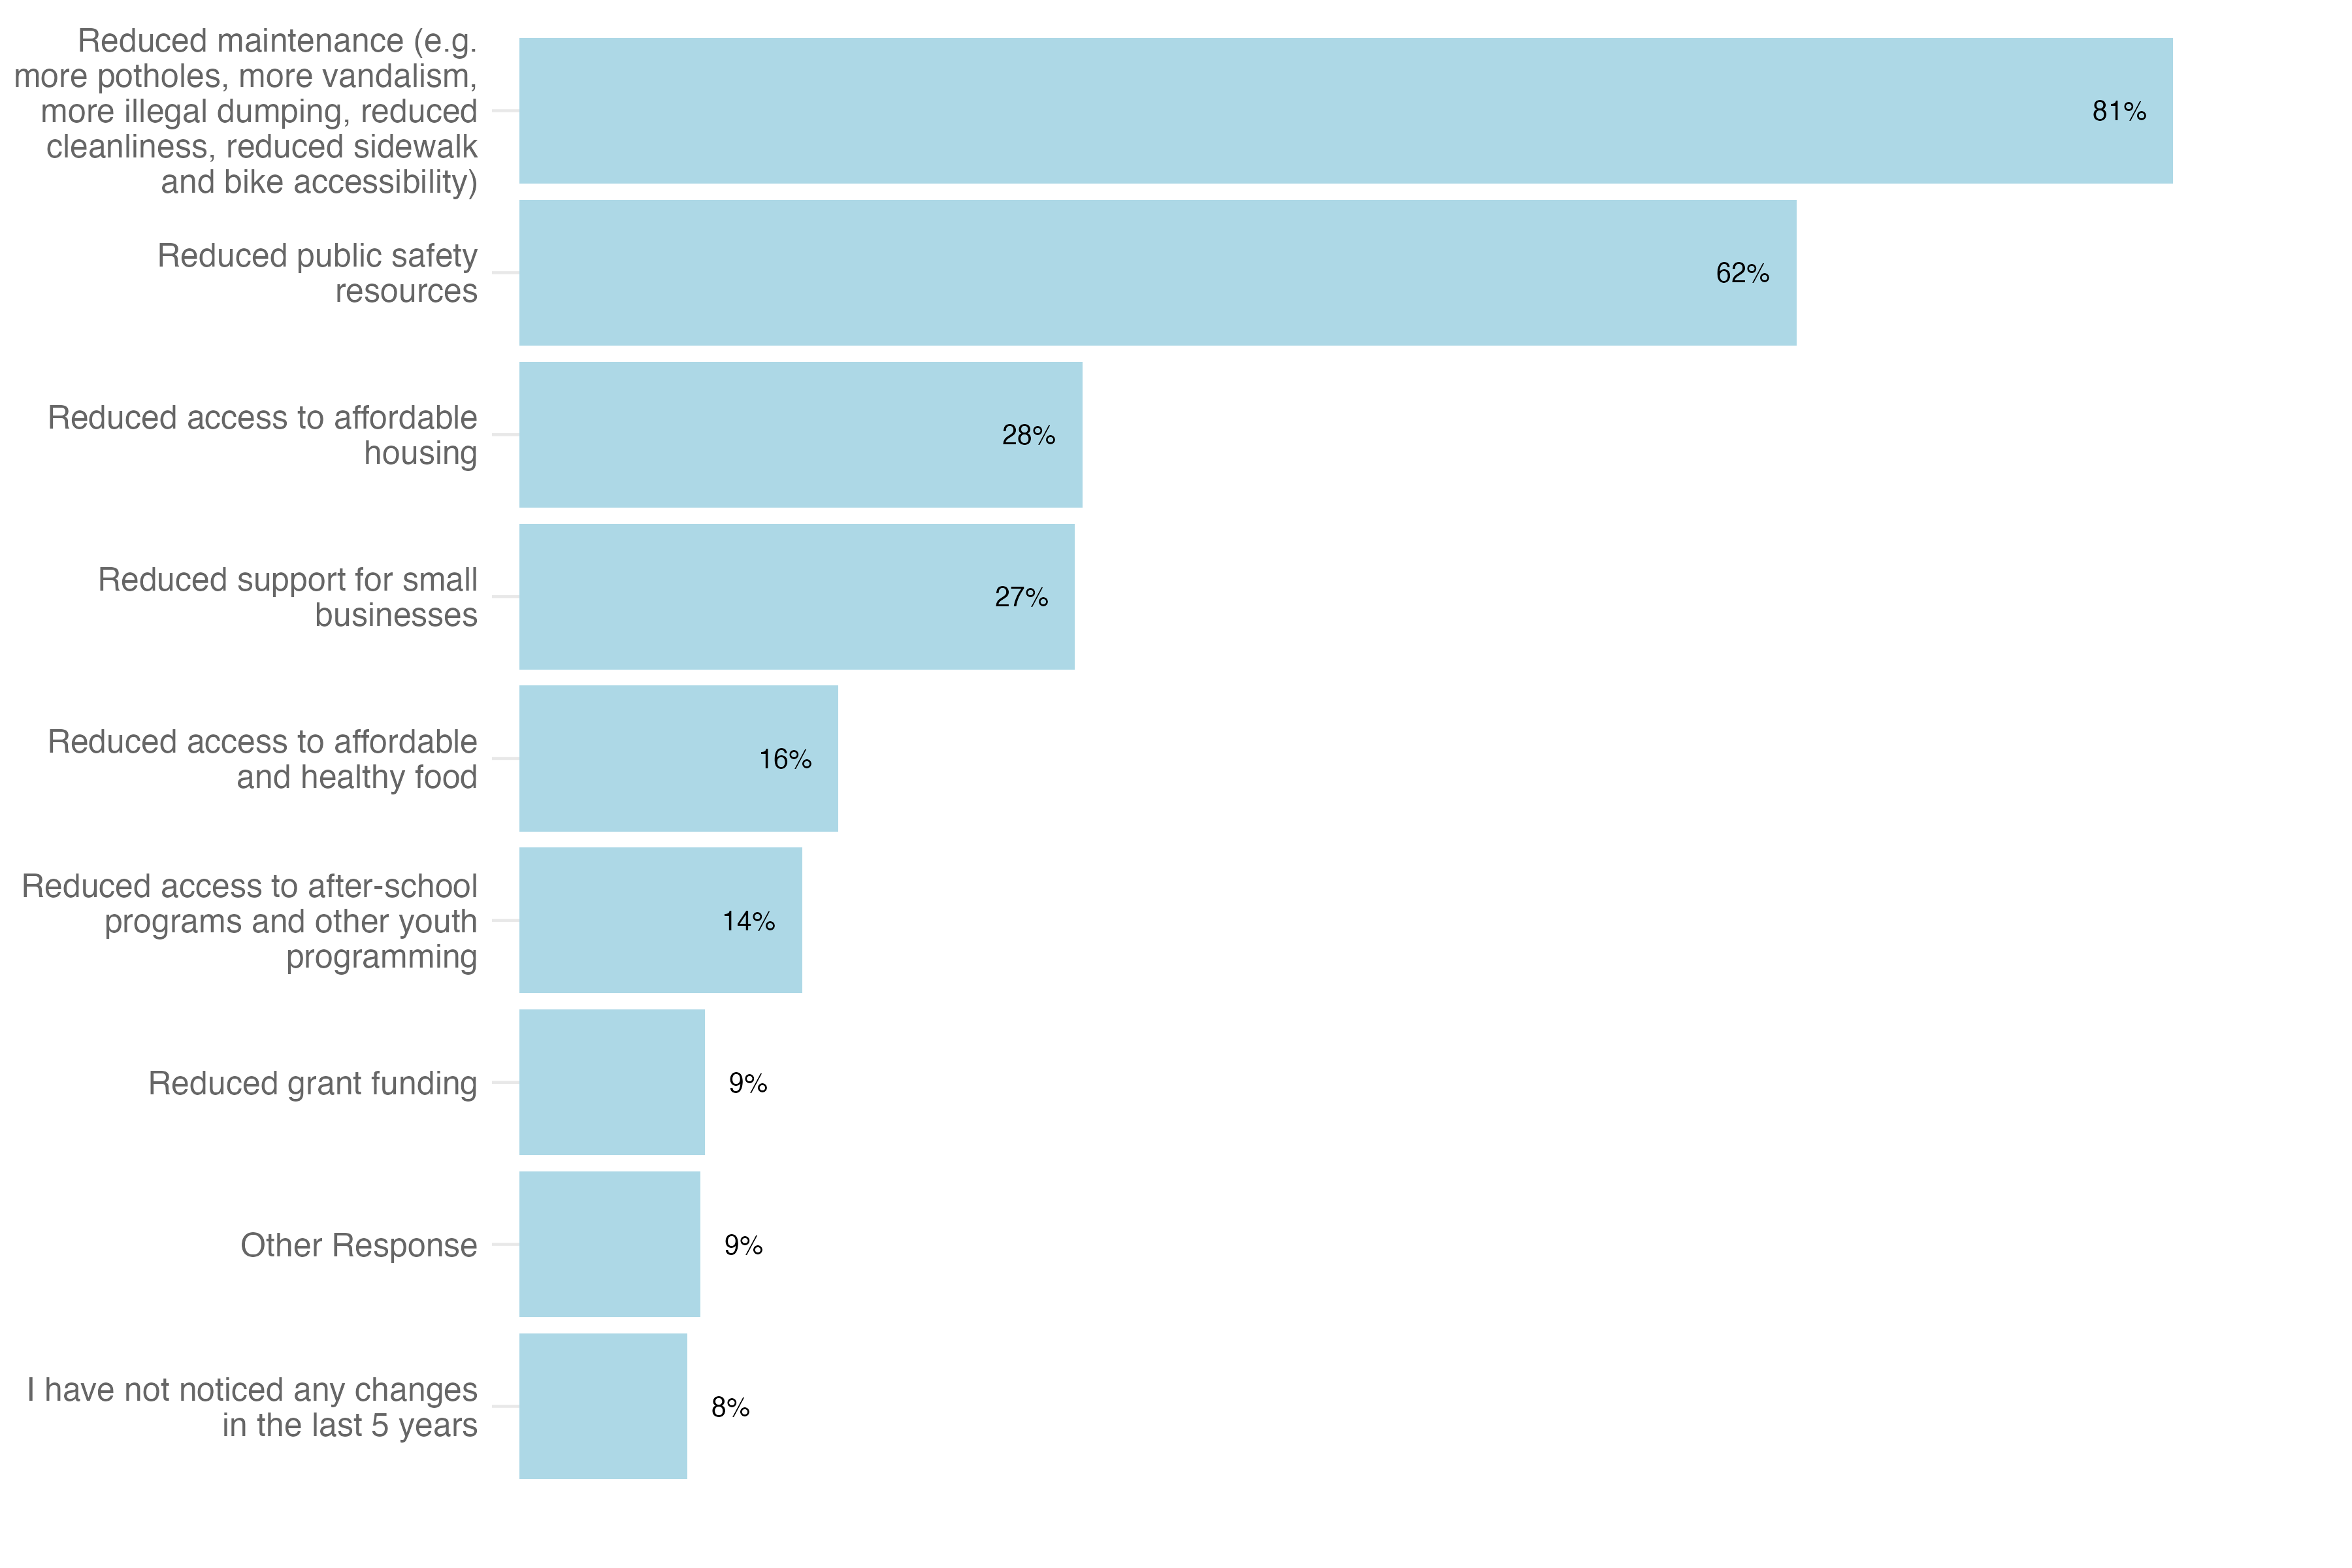 Reduced maintenance (e.g.
more potholes, more vandalism,
more illegal dumping, reduced
cleanliness, reduced sidewalk
and bike accessibility)
81%
Reduced public safety
resources
62%
Reduced access to affordable
housing
28%
Reduced support for small
businesses
27%
Reduced access to affordable
and healthy food
16%
Reduced access to after-school
programs and other youth
programming
14%
Reduced grant funding
9%
Other Response
9%
I have not noticed any changes
in the last 5 years
8%